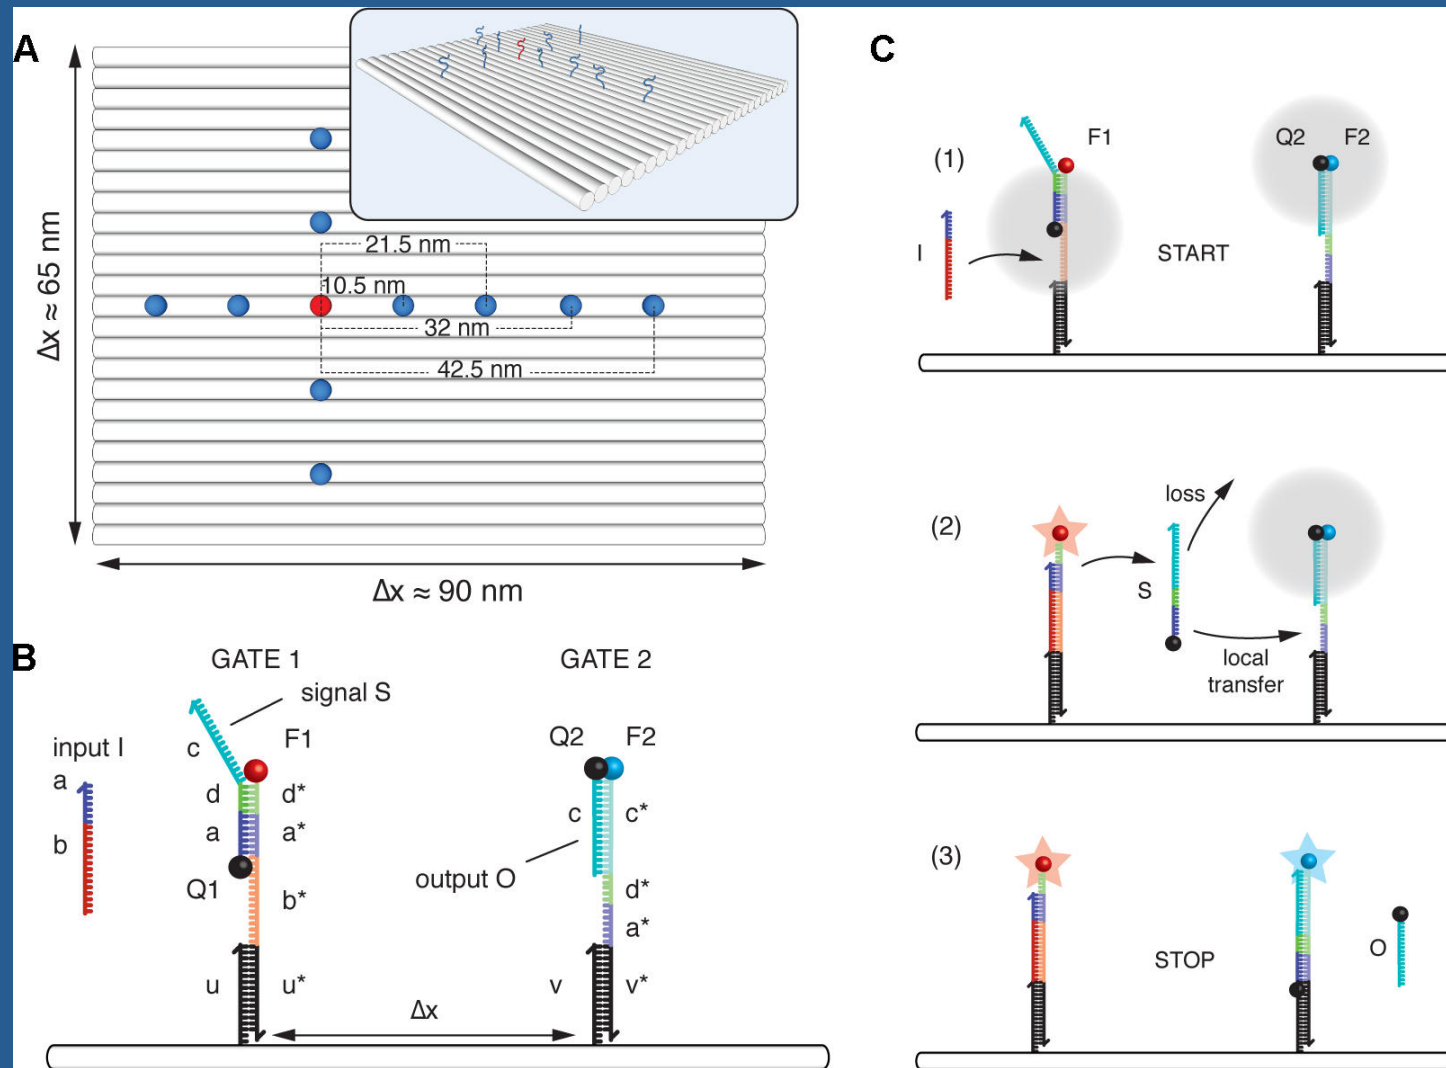 A
21.5 nm
10.5 nm
32 nm
42.5 nm
Δx ≈ 65 nm
Δx ≈ 90 nm
B
GATE 1
GATE 2
signal S
input I
a
b
c
F1
d
d*
a
a*
Q1
b*
u
u*
Q2
F2
c
c*
output O
d*
a*
v
v*
Δx
C
(1)
F1
Q2
F2
I
START
(2)
loss
S
local
transfer
(3)
STOP
O